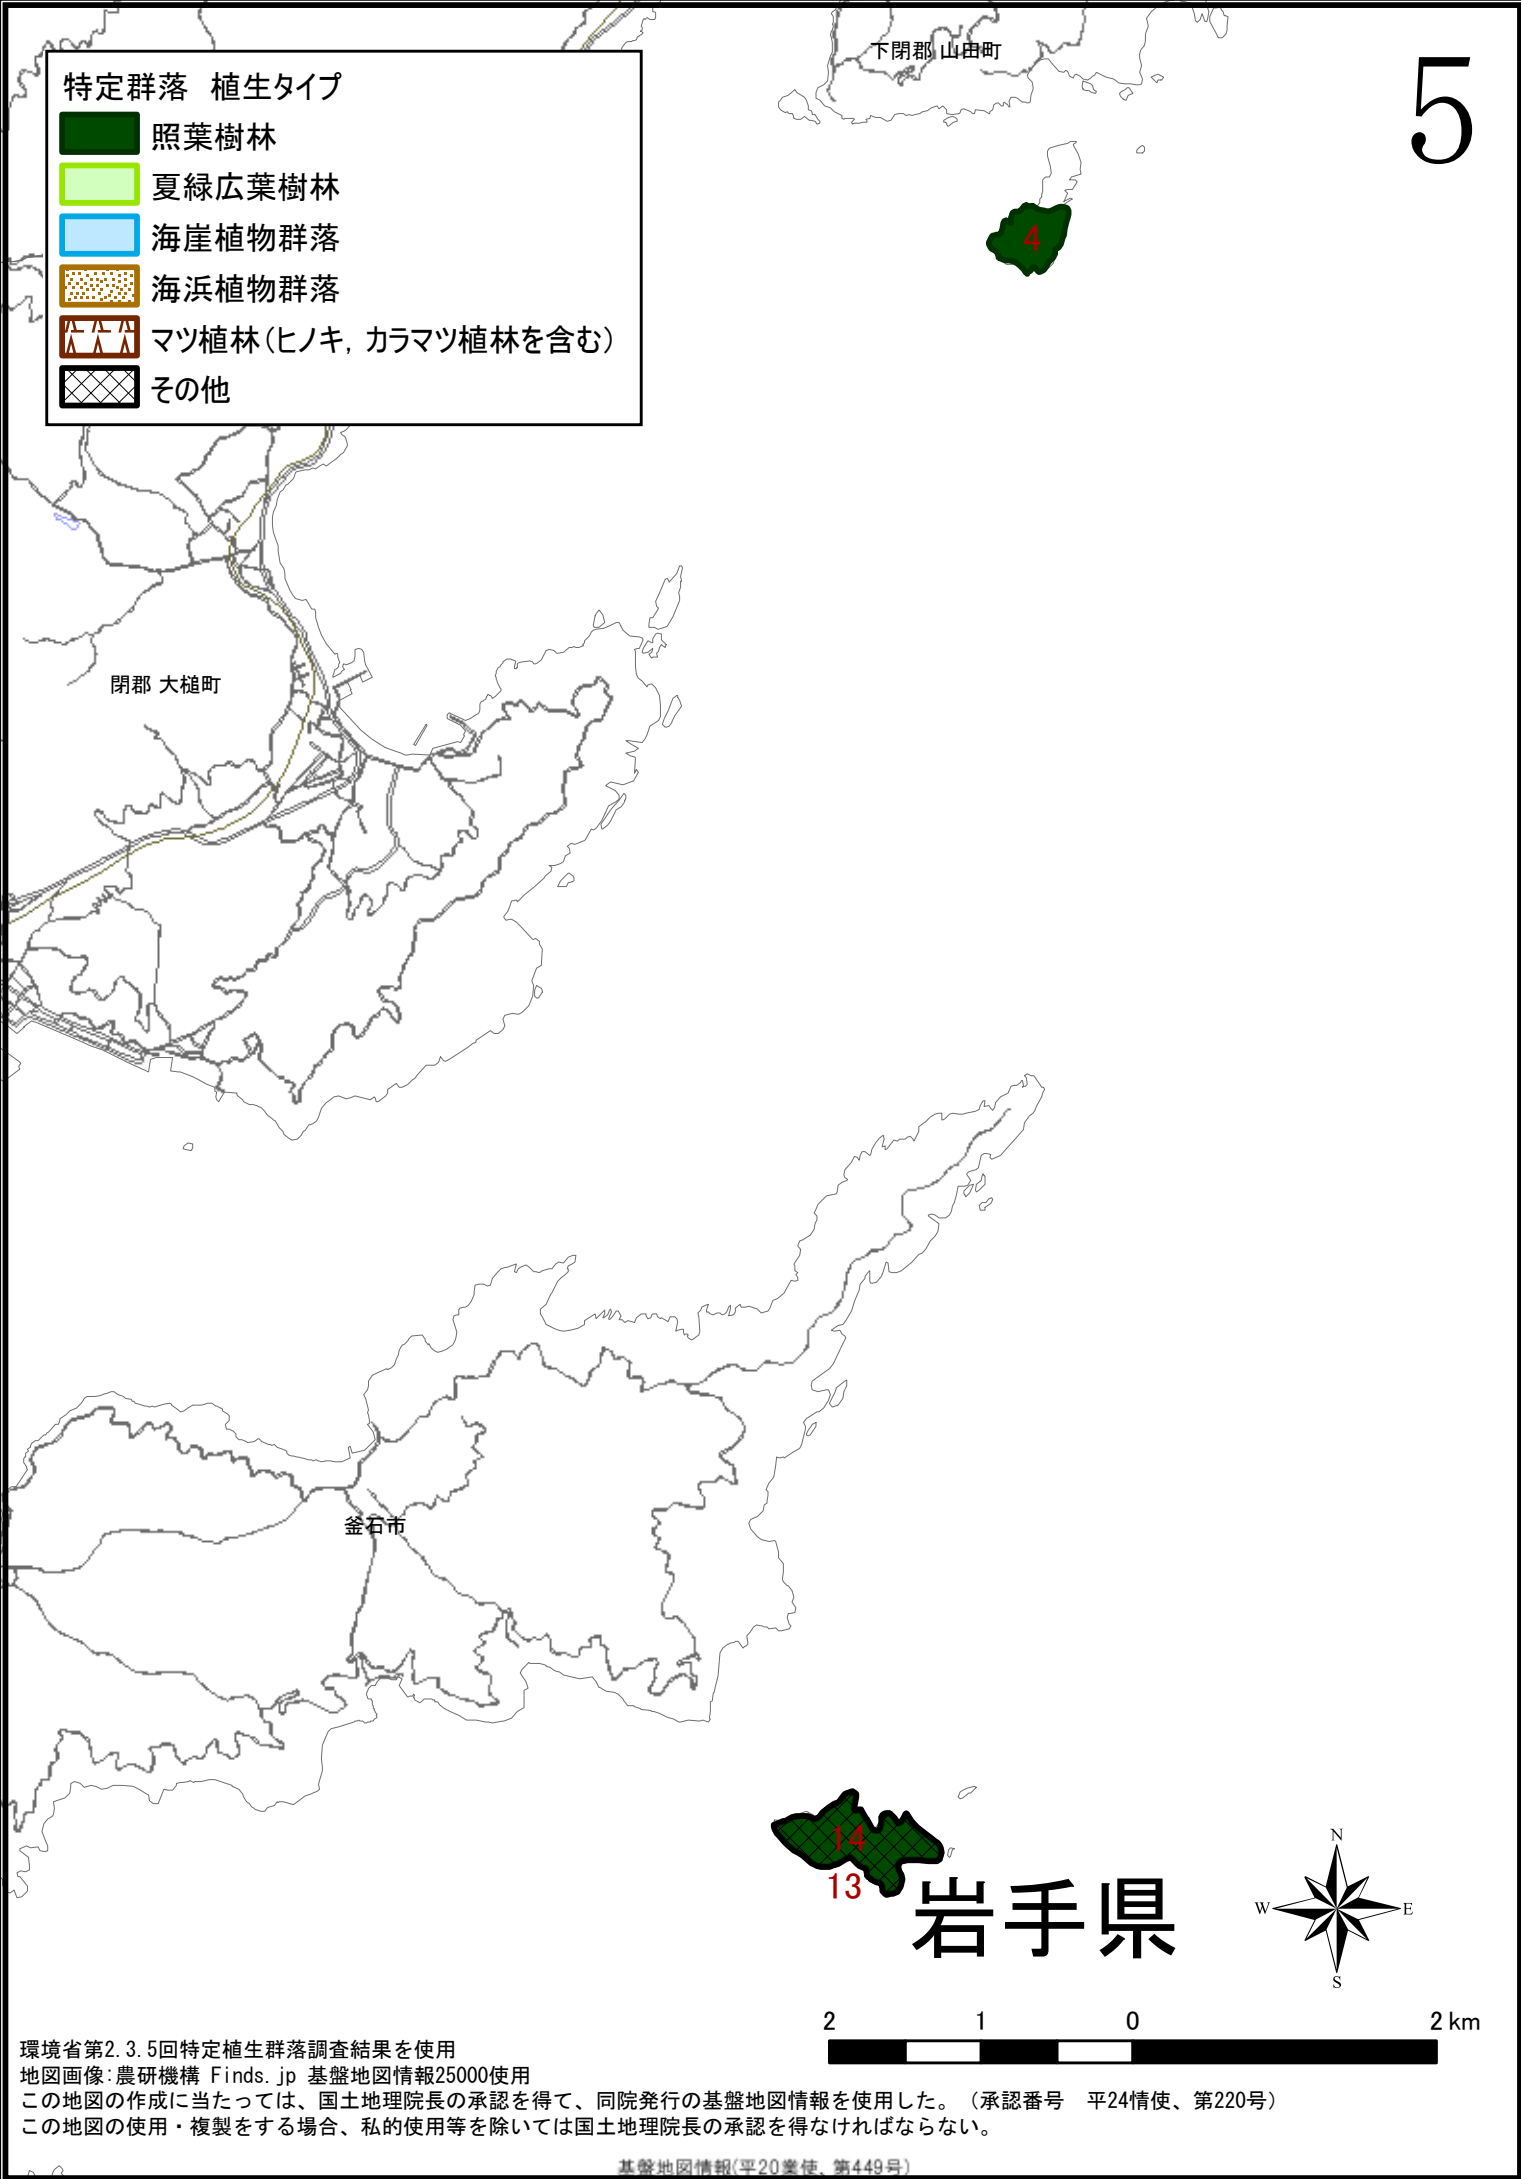 下閉郡 山田町
5
特定群落　植生タイプ
照葉樹林
夏緑広葉樹林
海崖植物群落
海浜植物群落
マツ植林（ヒノキ，カラマツ植林を含む）
その他
4
閉郡 大槌町
釜石市
14
13
岩手県
N
W
E
S
2 1 0 2 km
環境省第2.3.5回特定植生群落調査結果を使用
地図画像:農研機構 Finds.jp 基盤地図情報25000使用
この地図の作成に当たっては、国土地理院長の承認を得て、同院発行の基盤地図情報を使用した。（承認番号　平24情使、第220号）
この地図の使用・複製をする場合、私的使用等を除いては国土地理院長の承認を得なければならない。
基盤地図情報(平20業使、第449号)